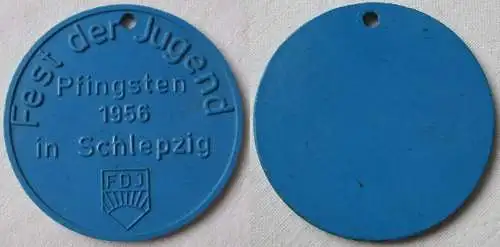 Fest der Jugend
Pfingsten
1956
in Schlepzig
FDJ